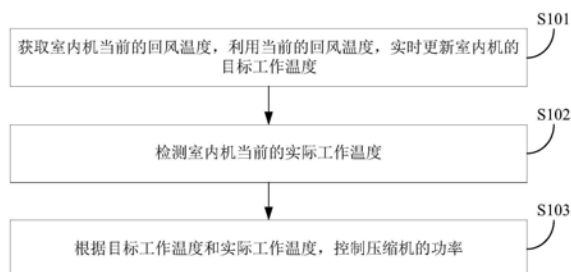 S101
获取室内机当前的回风温度，利用当前的回风温度，实时更新室内机的
目标工作温度
S102
检测室内机当前的实际工作温度
S103
根据目标工作温度和实际工作温度，控制压缩机的功率